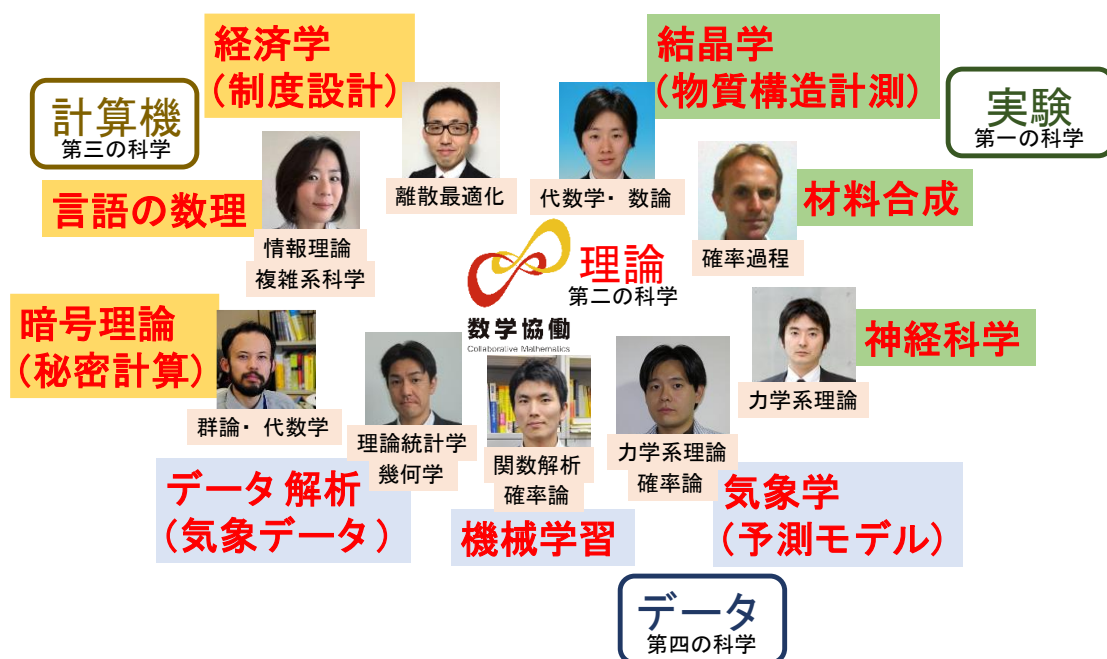 経済学
（制度設計）
結晶学
（物質構造計測）
計算機
第三の科学
実験
第一の科学
離散最適化
代数学・ 数論
言語の数理
材料合成
情報理論
複雑系科学
確率過程
理論
第二の科学
数学協働
Collaborative Mathematics
暗号理論
（秘密計算）
神経科学
群論・ 代数学
力学系理論
理論統計学
幾何学
関数解析
確率論
力学系理論
確率論
データ 解析
（気象データ）
機械学習
気象学
（予測モデル）
データ
第四の科学